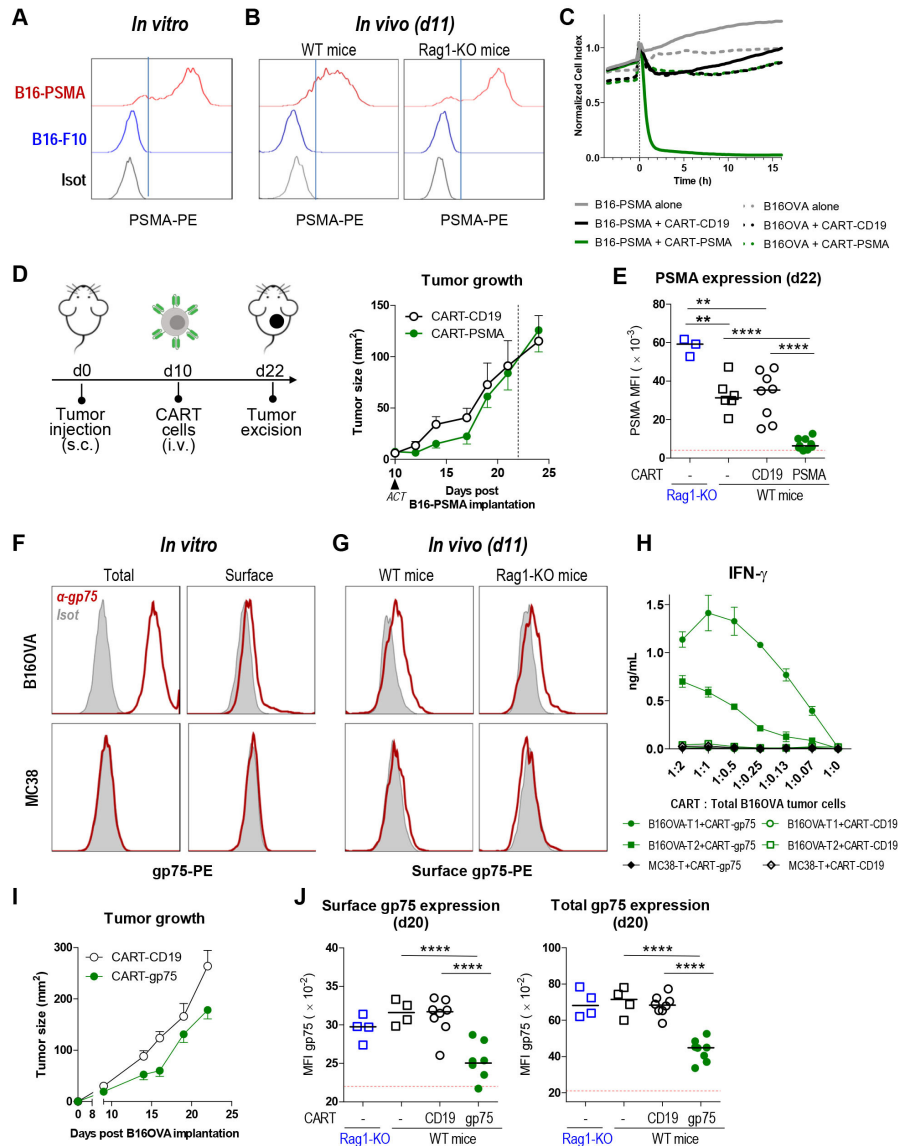 A
In vitro
B16-PSMA
B16-F10
Isot
PSMA-PE
B
In vivo (d11)
WT mice
Rag1-KO mice
PSMA-PE
PSMA-PE
C
Normalized Cell Index
1.0
0.5
0.0
0
5
10
15
Time (h)
B16-PSMA alone
B16-PSMA + CART-CD19
B16-PSMA + CART-PSMA
B16OVA alone
B16OVA + CART-CD19
B16OVA + CART-PSMA
D
d0
d10
d22
Tumor
injection
(s.c.)
CART
cells
(i.v.)
Tumor
excision
Tumor growth
Tumor size (mm²)
150
100
50
0
CART-CD19
CART-PSMA
10
15
20
25
ACT
Days post
B16-PSMA implantation
E
PSMA expression (d22)
PSMA MFI ( × 10⁻³)
80
60
40
20
0
**
**
****
****
CART
-
-
CD19
PSMA
Rag1-KO
WT mice
F
In vitro
Total
Surface
α-gp75
Isot
B16OVA
MC38
gp75-PE
G
In vivo (d11)
WT mice
Rag1-KO mice
Surface gp75-PE
H
IFN-γ
ng/mL
1.5
1.0
0.5
0.0
1:2
1:1
1:0.5
1:0.25
1:0.13
1:0.07
1:0
CART : Total B16OVA tumor cells
B16OVA-T1+CART-gp75
B16OVA-T2+CART-gp75
MC38-T+CART-gp75
B16OVA-T1+CART-CD19
B16OVA-T2+CART-CD19
MC38-T+CART-CD19
I
Tumor growth
Tumor size (mm²)
300
200
100
0
CART-CD19
CART-gp75
0
8
10
15
20
25
Days post B16OVA implantation
J
Surface gp75 expression
(d20)
MFI gp75 ( × 10⁻²)
40
35
30
25
20
****
****
CART
-
-
CD19
gp75
Rag1-KO
WT mice
Total gp75 expression
(d20)
MFI gp75 ( × 10⁻²)
100
80
60
40
20
****
****
-
-
CD19
gp75
Rag1-KO
WT mice